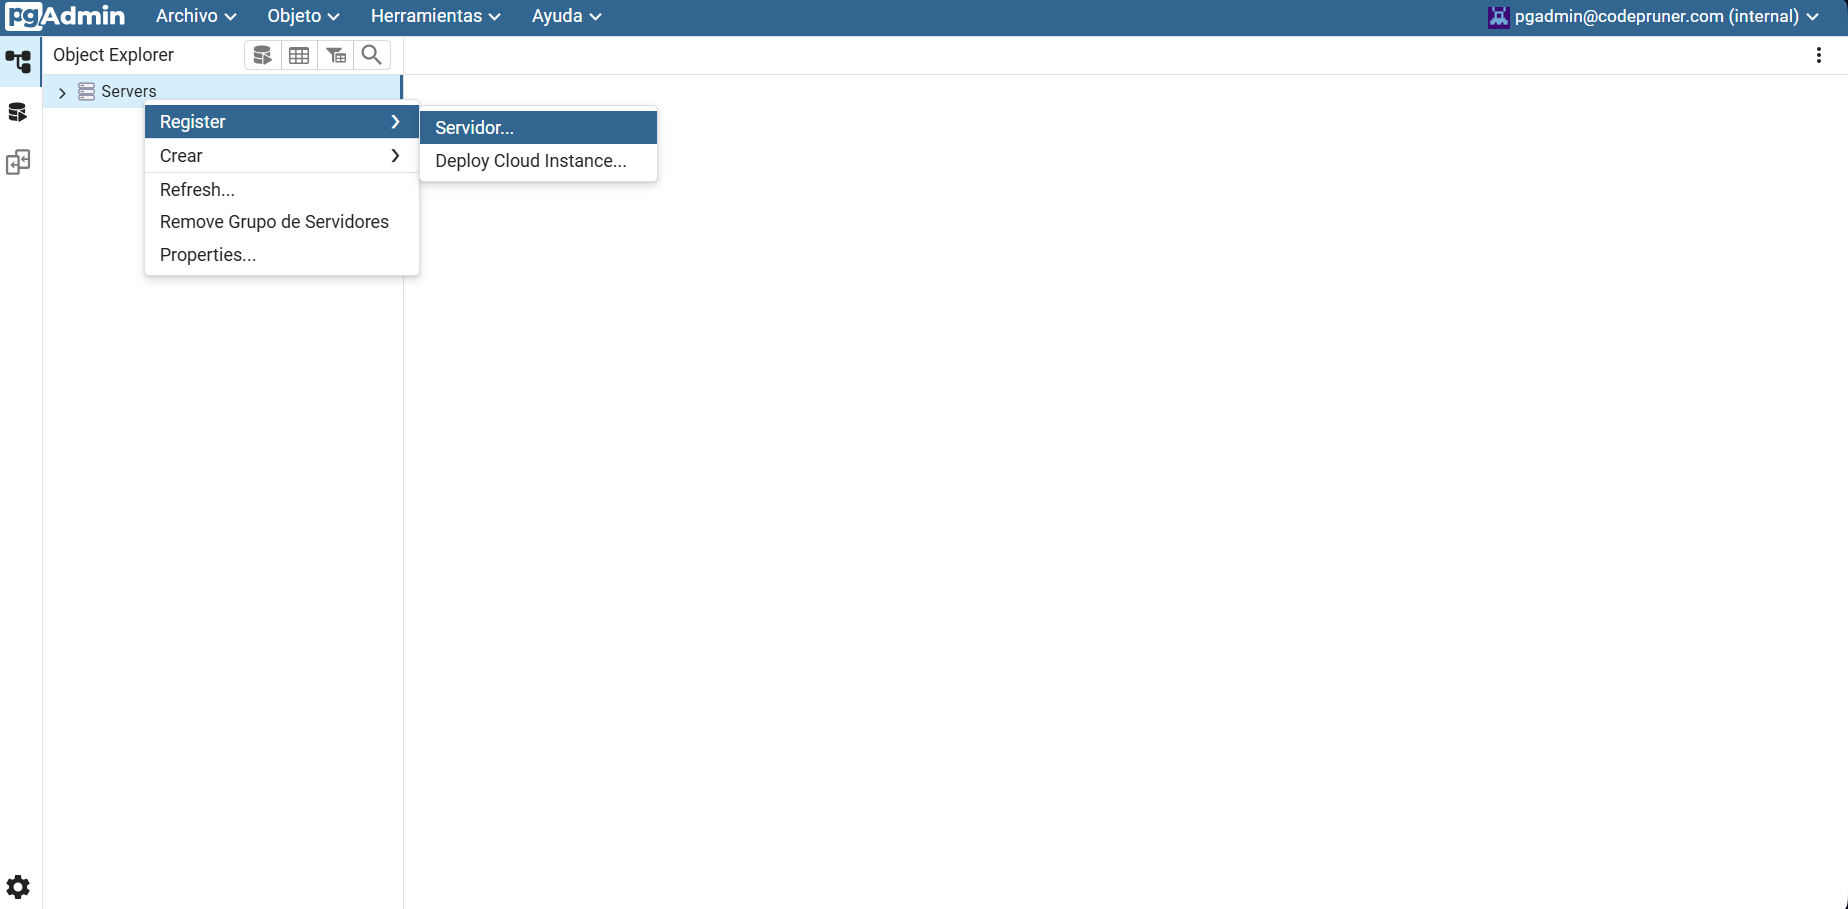 pgAdmin Archivo Objeto Herramientas Ayuda pgadmin@codepruner.com (internal)
Object Explorer
Servers
Register
Servidor...
Crear
Deploy Cloud Instance...
Refresh...
Remove Grupo de Servidores
Properties...